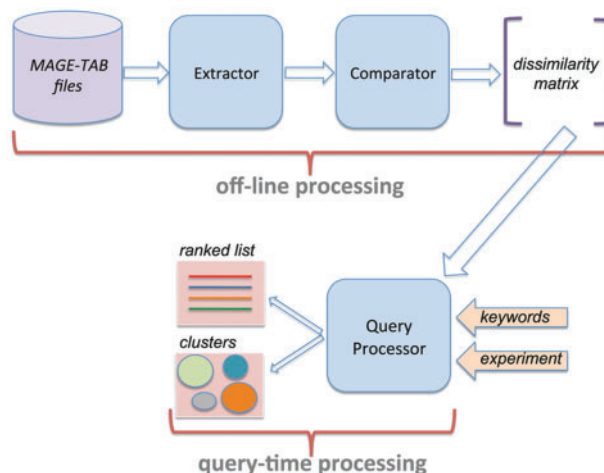 MAGE-TAB
files
Extractor
Comparator
dissimilarity
matrix
off-line processing
ranked list
clusters
Query
Processor
keywords
experiment
query-time processing